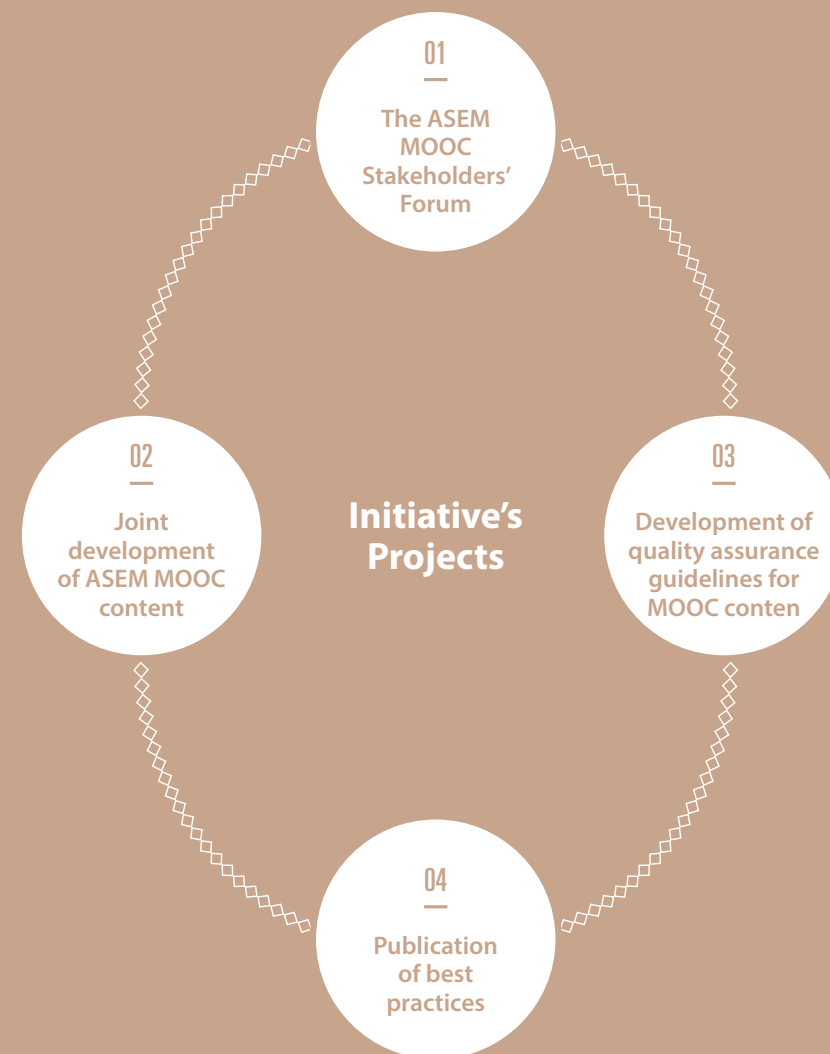 01
The ASEM
MOOC
Stakeholders’
Forum
02
Joint
development
of ASEM MOOC
content
Initiative’s
Projects
03
Development of
quality assurance
guidelines for
MOOC conten
04
Publication
of best
practices